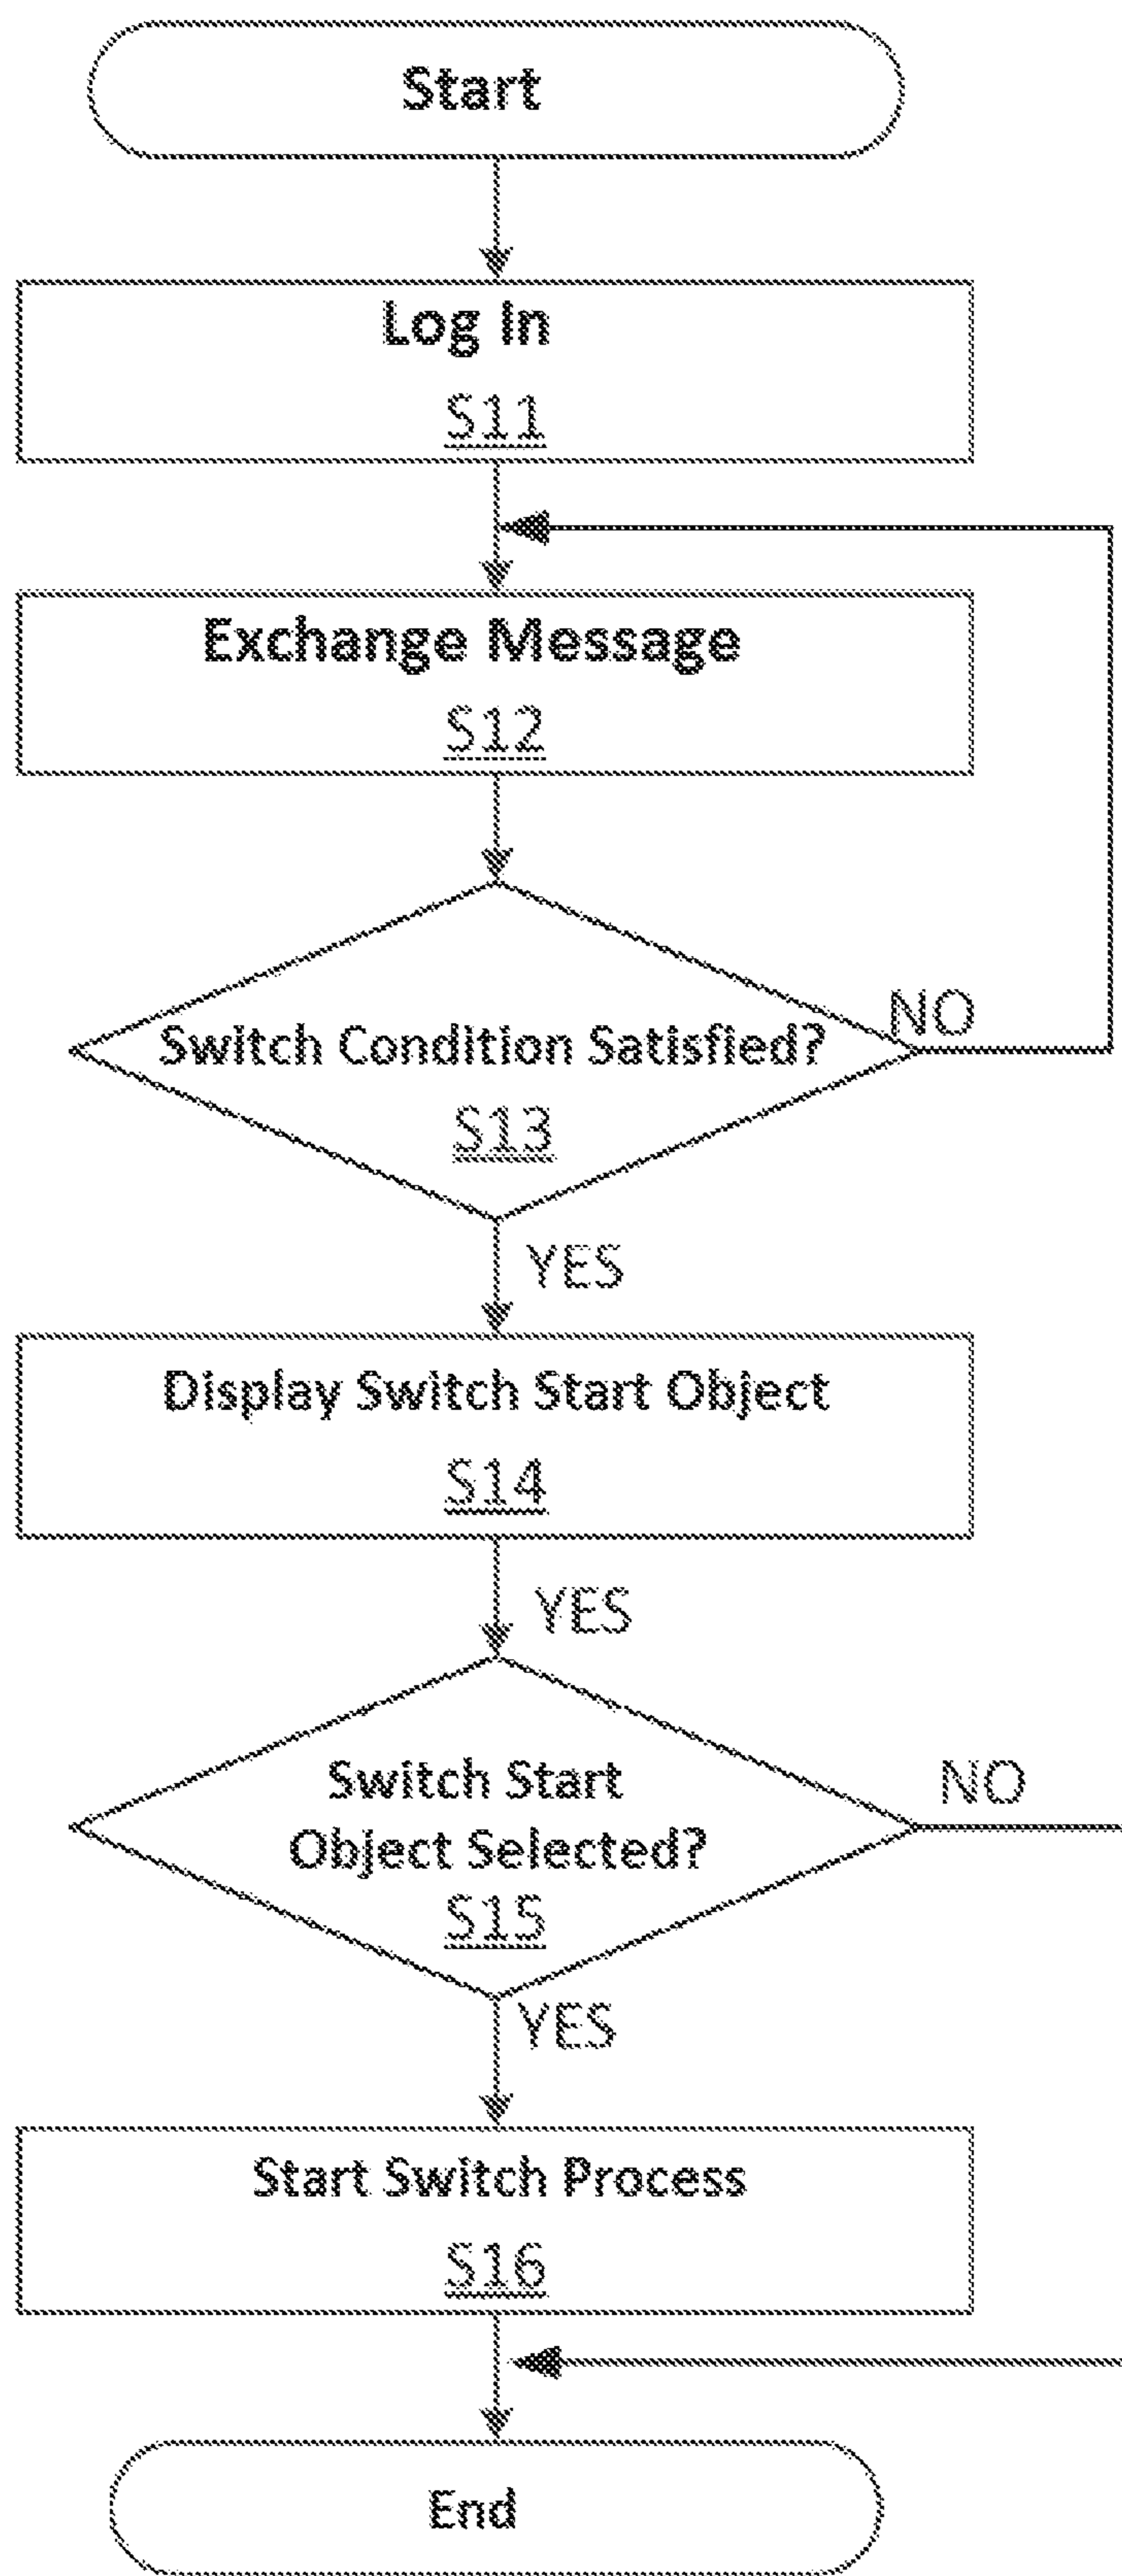 Start
Log In
S11
Exchange Message
S12
Switch Condition Satisfied?
NO
S13
YES
Display Switch Start Object
S14
YES
Switch Start
NO
Object Selected?
S15
YES
Start Switch Process
S16
End